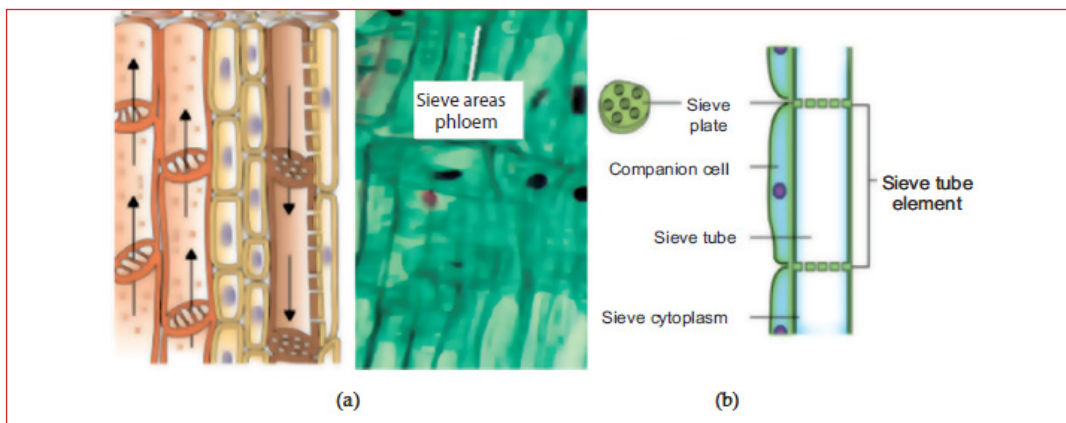 Sieve areas
phloem
Sieve
plate
Companion cell
Sieve tube
element
Sieve tube
Sieve cytoplasm
(a)
(b)